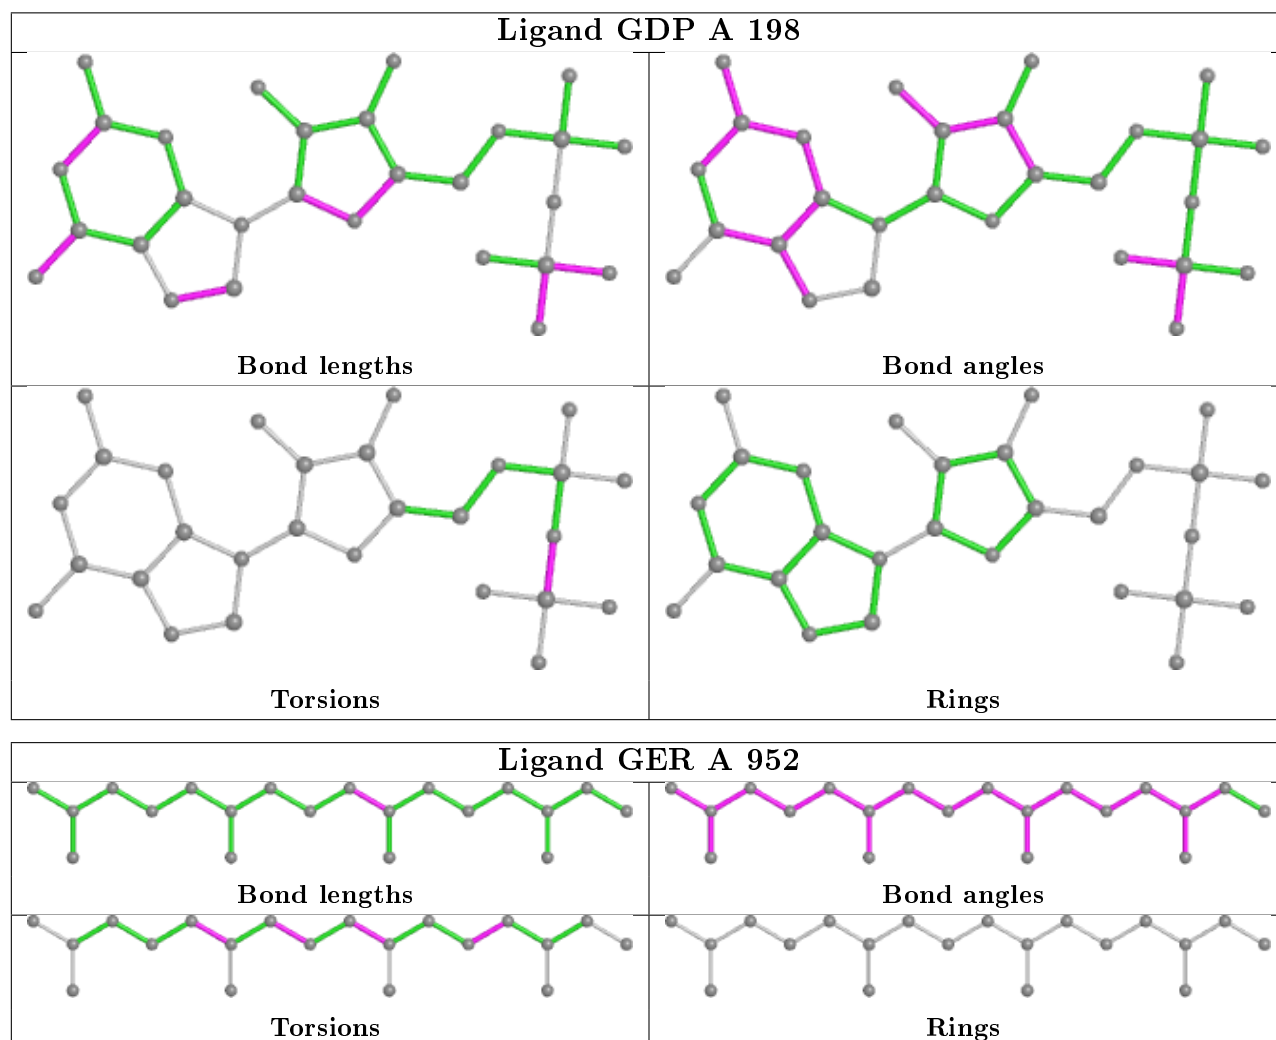 Ligand GDP A 198
Bond lengths
Bond angles
Torsions
Rings
Ligand GER A 952
Bond lengths
Bond angles
Torsions
Rings